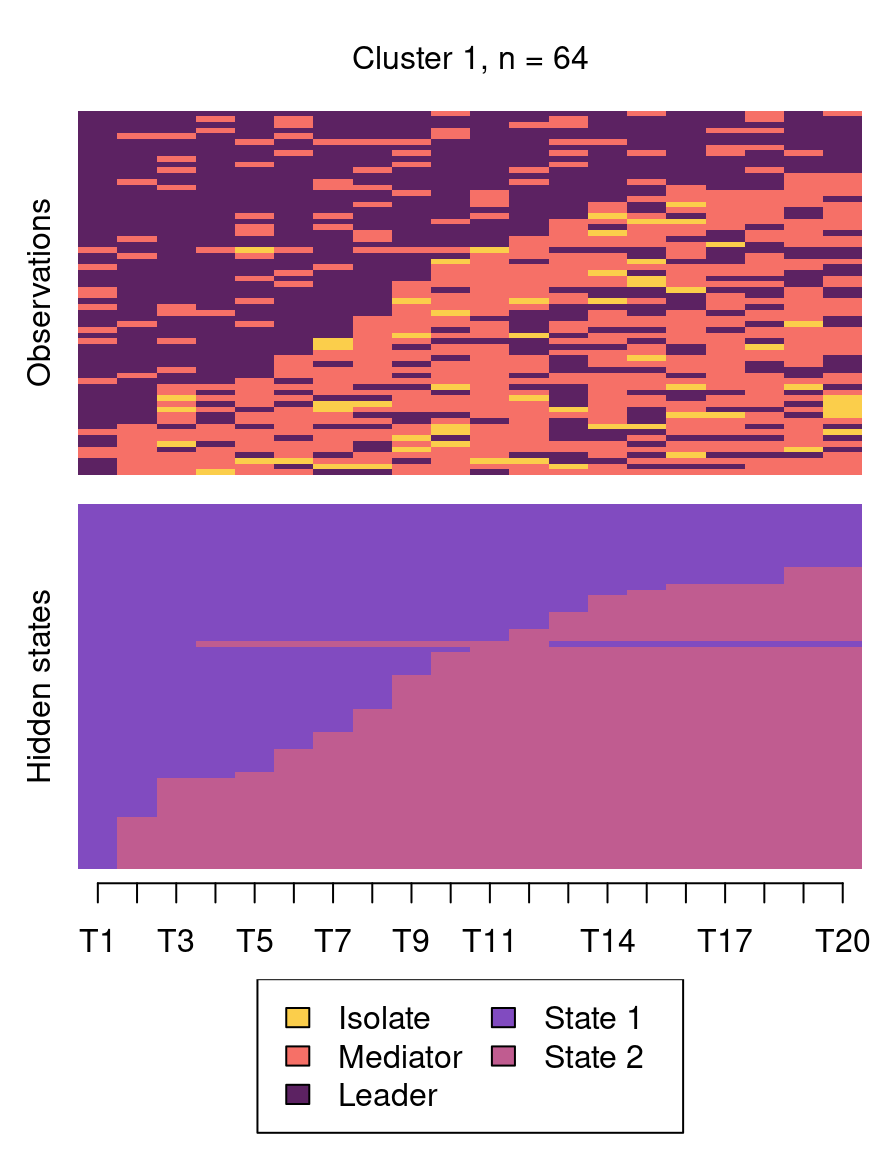 Cluster 1, n = 64
Observations
Hidden states
T1 T3 T5 T7 T9 T11 T14 T17 T20
Isolate State 1
Mediator State 2
Leader